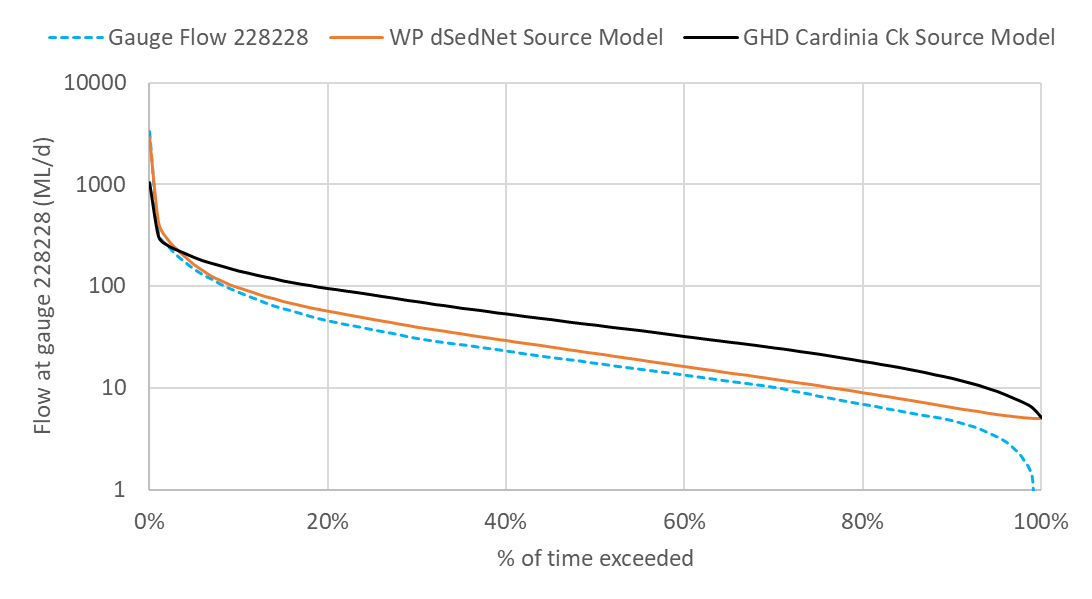 Gauge Flow 228228 WP dSedNet Source Model GHD Cardinia Ck Source Model
Flow at gauge 228228 (ML/d)
10000
1000
100
10
1
0% 20% 40% 60% 80% 100%
% of time exceeded